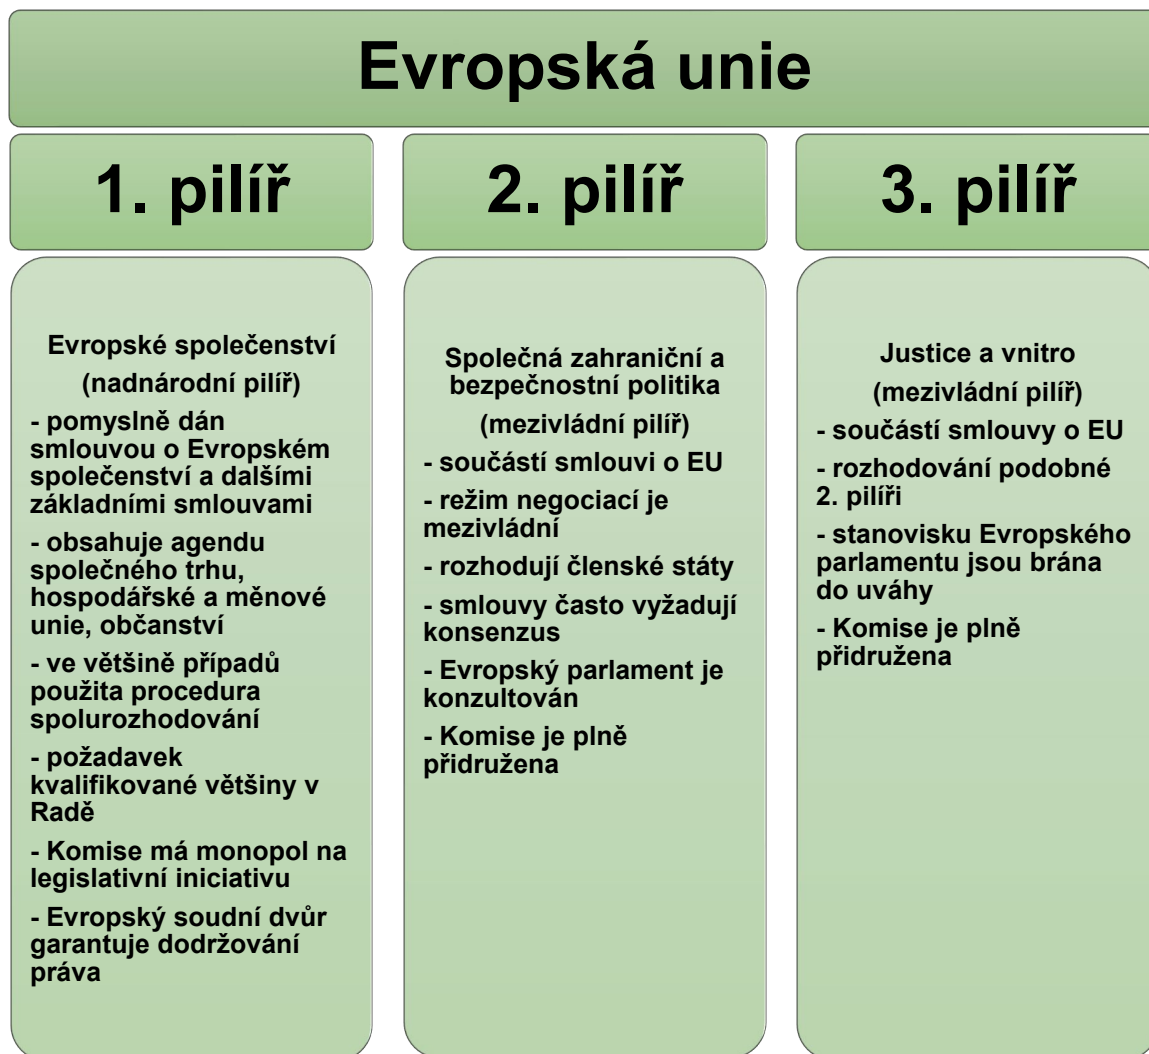 Evropská unie
1. pilíř
Evropské společenství
(nadnárodní pilíř)
- pomyslně dán
smlouvou o Evropském
společenství a dalšími
základními smlouvami
- obsahuje agendu
společného trhu,
hospodářské a měnové
unie, občanství
- ve většině případů
použita procedura
spolurozhodování
- požadavek
kvalifikované většiny v
Radě
- Komise má monopol na
legislativní iniciativu
- Evropský soudní dvůr
garantuje dodržování
práva
2. pilíř
Společná zahraniční a
bezpečnostní politika
(mezivládní pilíř)
- součástí smlouvi o EU
- režim negociací je
mezivládní
- rozhodují členské státy
- smlouvy často vyžadují
konsenzus
- Evropský parlament je
konzultován
- Komise je plně
přidružena
3. pilíř
Justice a vnitro
(mezivládní pilíř)
- součástí smlouvy o EU
- rozhodování podobné
2. pilíři
- stanovisku Evropského
parlamentu jsou brána
do uváhy
- Komise je plně
přidružena